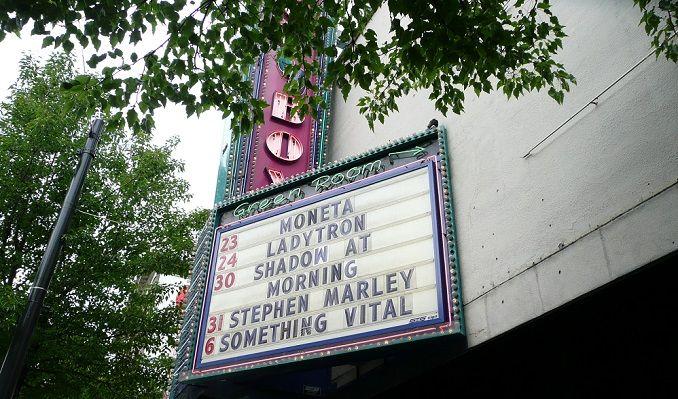 B
O
Green Room
23 MONETA
24 LADYTRON
30 SHADOW AT
MORNING
31 STEPHEN MARLEY
6 SOMETHING VITAL